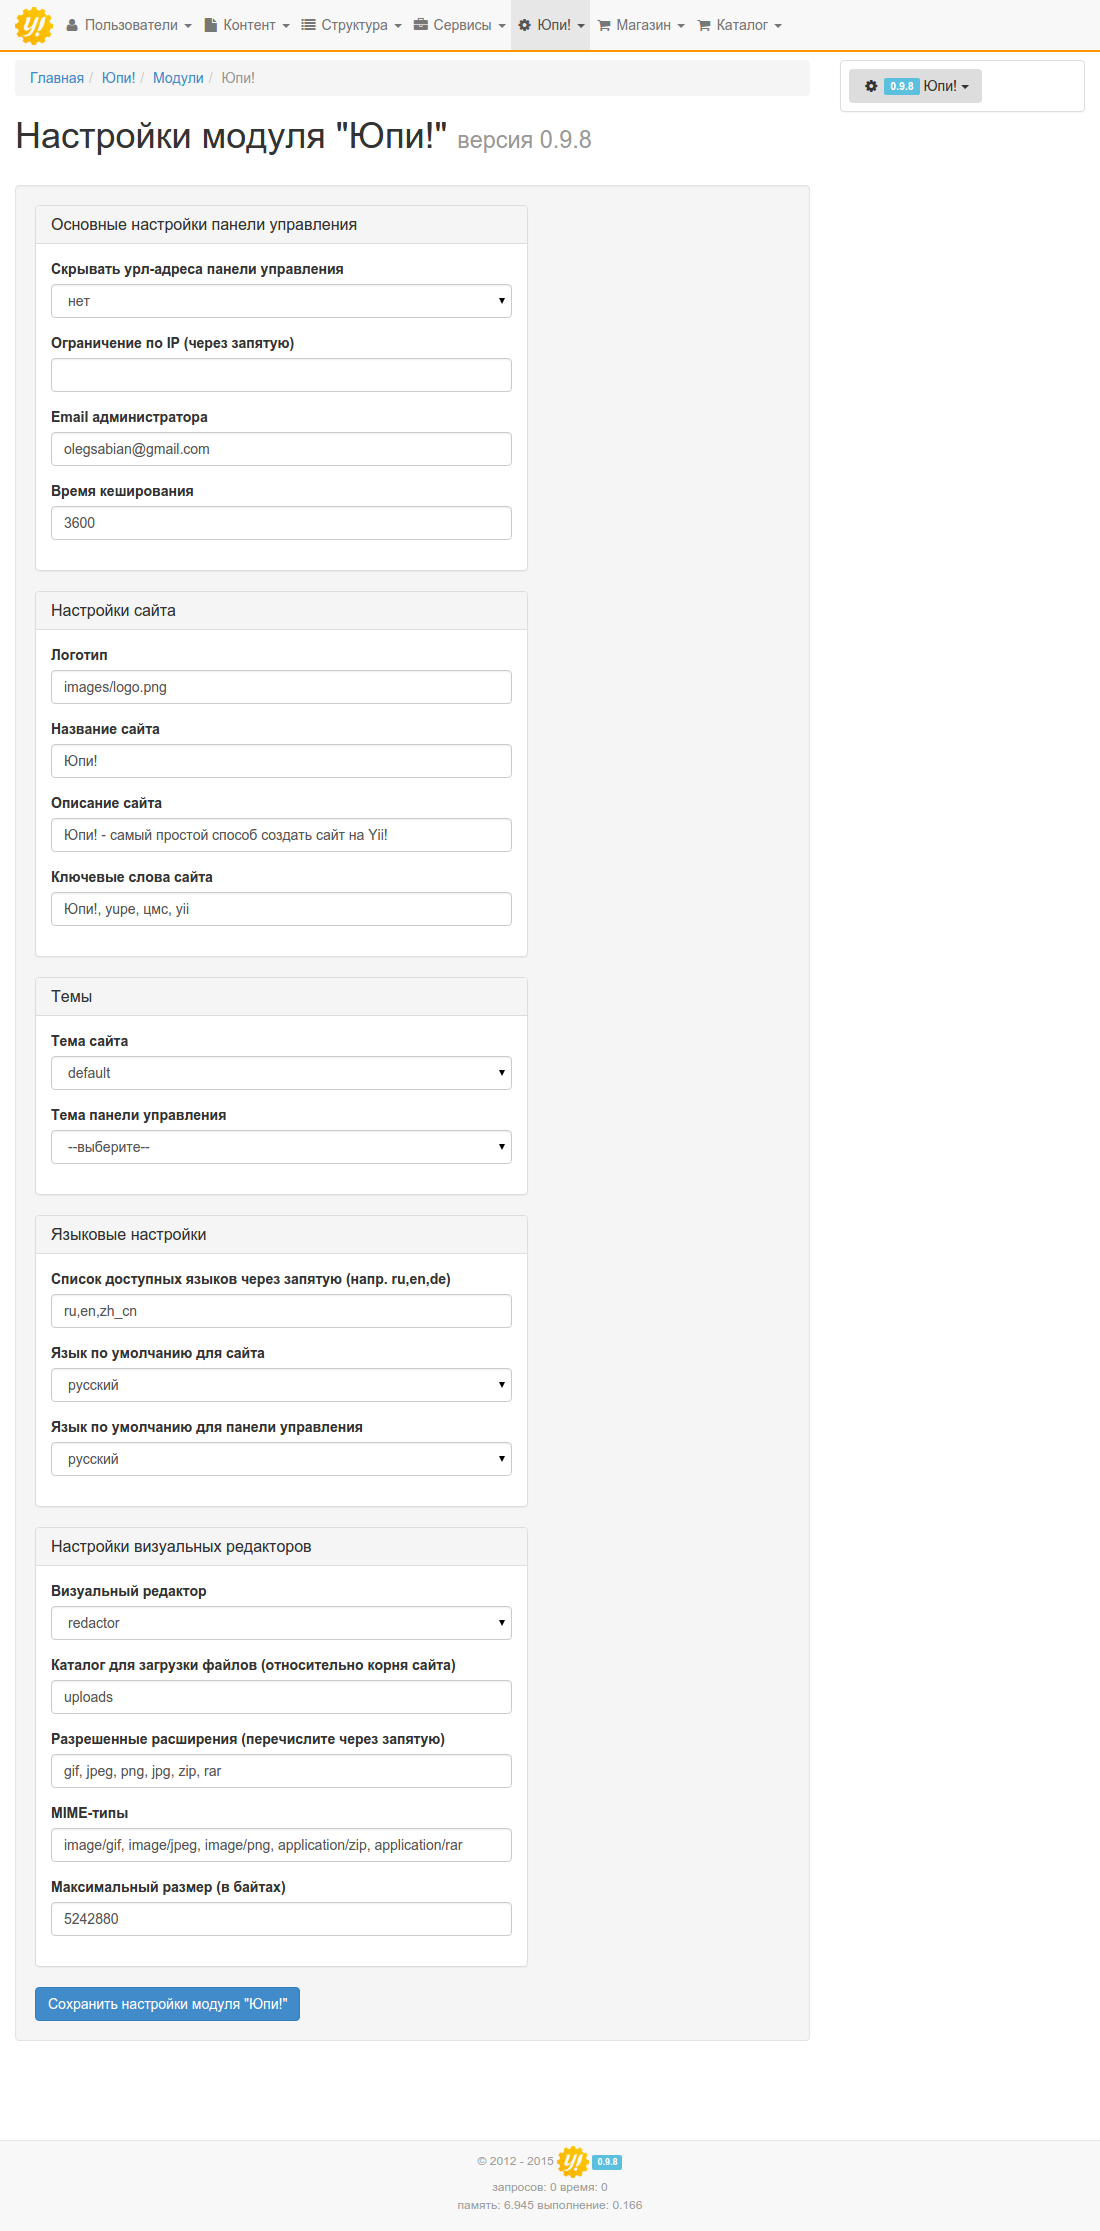 y! Пользователи Контент Структура Сервисы Юпи! Магазин Каталог
Главная / Юпи! / Модули / Юпи!
0.9.8 Юпи!
Настройки модуля "Юпи!" версия 0.9.8
Основные настройки панели управления
Скрывать урл-адреса панели управления
нет
Ограничение по IP (через запятую)
Email администратора
olegsabian@gmail.com
Время кеширования
3600
Настройки сайта
Логотип
images/logo.png
Название сайта
Юпи!
Описание сайта
Юпи! - самый простой способ создать сайт на Yii!
Ключевые слова сайта
Юпи!, yupe, цмс, yii
Темы
Тема сайта
default
Тема панели управления
--выберите--
Языковые настройки
Список доступных языков через запятую (напр. ru,en,de)
ru,en,zh_cn
Язык по умолчанию для сайта
русский
Язык по умолчанию для панели управления
русский
Настройки визуальных редакторов
Визуальный редактор
redactor
Каталог для загрузки файлов (относительно корня сайта)
uploads
Разрешенные расширения (перечислите через запятую)
gif, jpeg, png, jpg, zip, rar
MIME-типы
image/gif, image/jpeg, image/png, application/zip, application/rar
Максимальный размер (в байтах)
5242880
Сохранить настройки модуля "Юпи!"
© 2012 - 2015 y! 0.9.8
запросов: 0 время: 0
память: 6.945 выполнение: 0.166